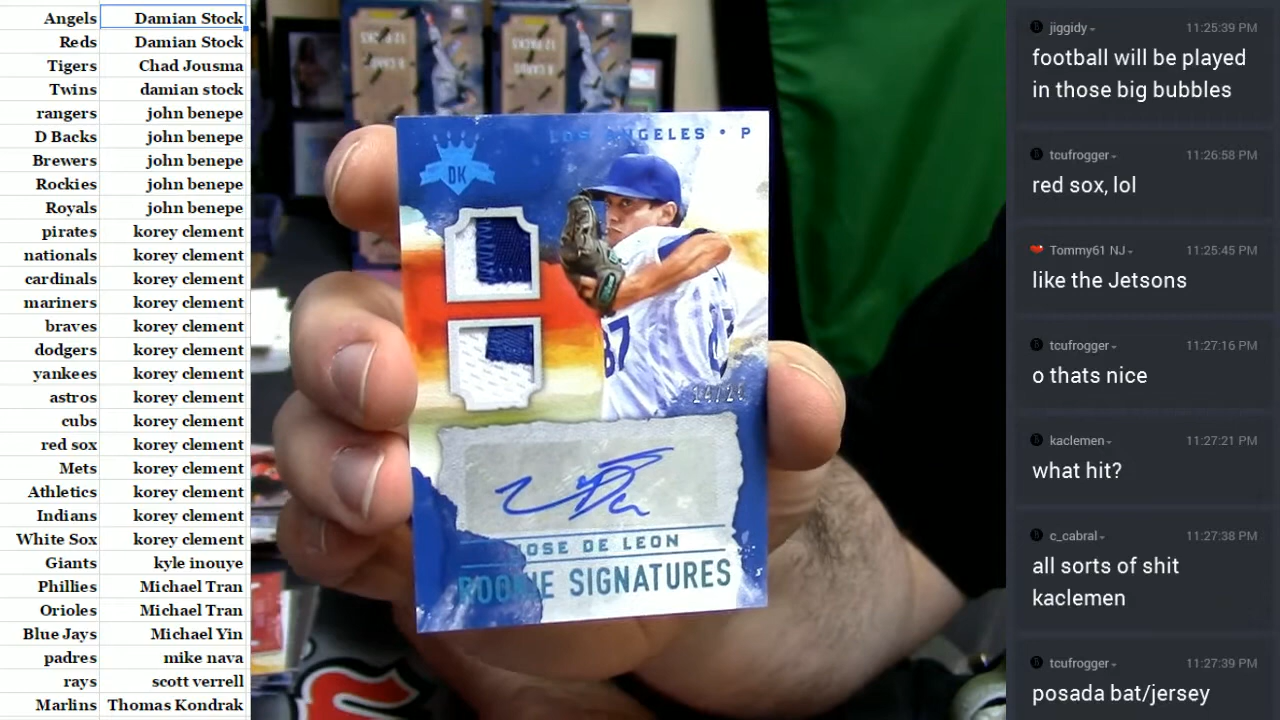 Angels Damian Stock
Reds Damian Stock
Tigers Chad Jousma
Twins damian stock
rangers john benepe
D Backs john benepe
Brewers john benepe
Rockies john benepe
Royals john benepe
pirates korey clement
nationals korey clement
cardinals korey clement
mariners korey clement
braves korey clement
dodgers korey clement
yankees korey clement
astros korey clement
cubs korey clement
red sox korey clement
Mets korey clement
Athletics korey clement
Indians korey clement
White Sox korey clement
Giants kyle inouye
Phillies Michael Tran
Orioles Michael Tran
Blue Jays Michael Yin
padres mike nava
rays scott verrell
Marlins Thomas Kondrak
12 PACKS
8 CARD
LOS ANGELES • P
DK
87
JOSE DE LEON
ROOKIE SIGNATURES
jiggidy 11:25:39 PM
football will be played
in those big bubbles
tcufrogger 11:26:58 PM
red sox, lol
Tommy61 NJ 11:25:45 PM
like the Jetsons
tcufrogger 11:27:16 PM
o thats nice
kaclemen 11:27:21 PM
what hit?
c_cabral 11:27:38 PM
all sorts of shit
kaclemen
tcufrogger 11:27:39 PM
posada bat/jersey